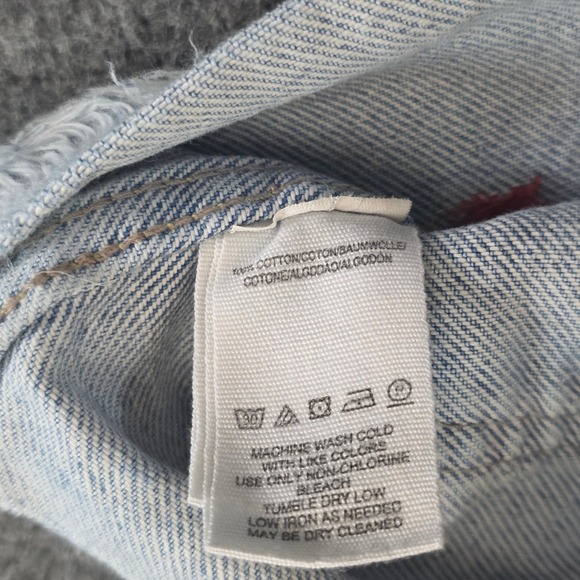 100% COTTON/COTON/BAUMWOLLE/
COTONE/ALGODÃO/ALGODÓN
30
MACHINE WASH COLD
WITH LIKE COLORS
USE ONLY NON-CHLORINE
BLEACH
TUMBLE DRY LOW
LOW IRON AS NEEDED
MAY BE DRY CLEANED